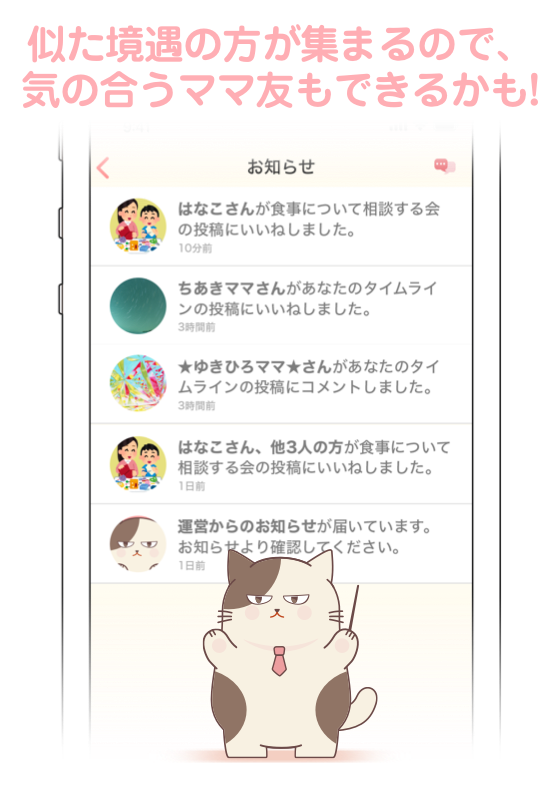 似た境遇の方が集まるので、
気の合うママ友もできるかも!
お知らせ
はなこさんが食事について相談する会
の投稿にいいねしました。
10分前
ちあきママさんがあなたのタイムライ
ンの投稿にいいねしました。
3時間前
★ゆきひろママ★さんがあなたのタイ
ムラインの投稿にコメントしました。
3時間前
はなこさん、他3人の方が食事について
相談する会の投稿にいいねしました。
1日前
運営からのお知らせが届いています。
お知らせより確認してください。
1日前